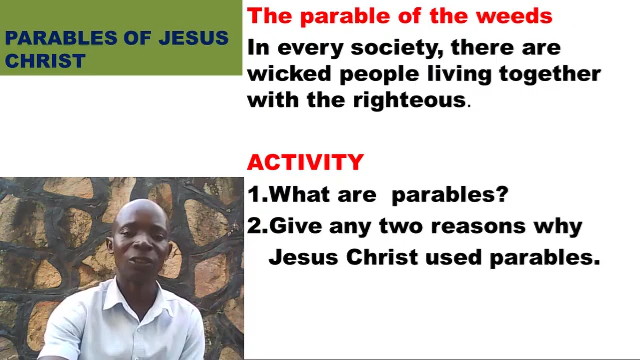 PARABLES OF JESUS
CHRIST
The parable of the weeds
In every society, there are
wicked people living together
with the righteous.
ACTIVITY
1.What are parables?
2.Give any two reasons why
Jesus Christ used parables.